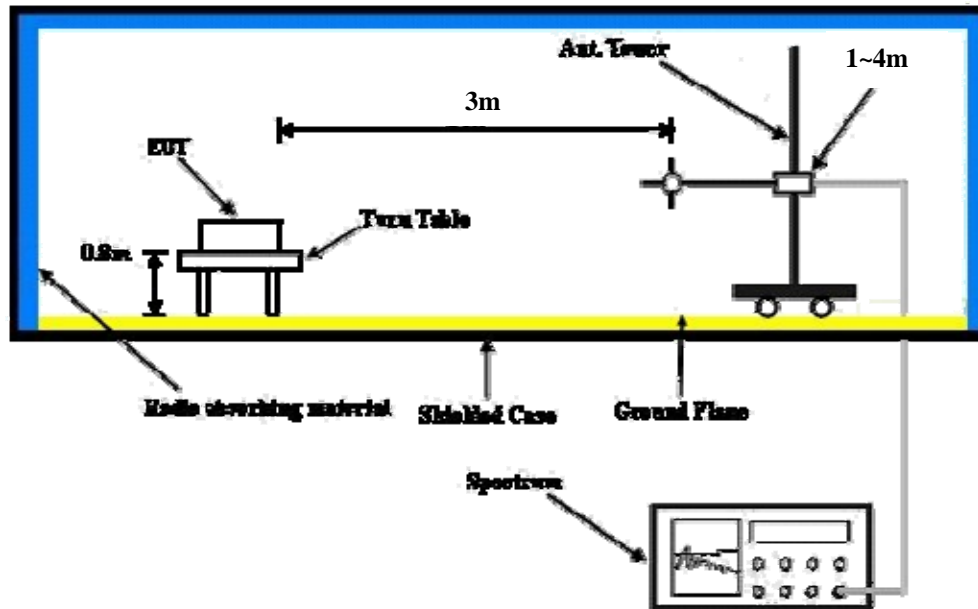 Ant. Tower
1~4m
3m
EUT
Turn Table
0.8m
Radio absorbing material
Shielded Case
Ground Plane
Spectrum